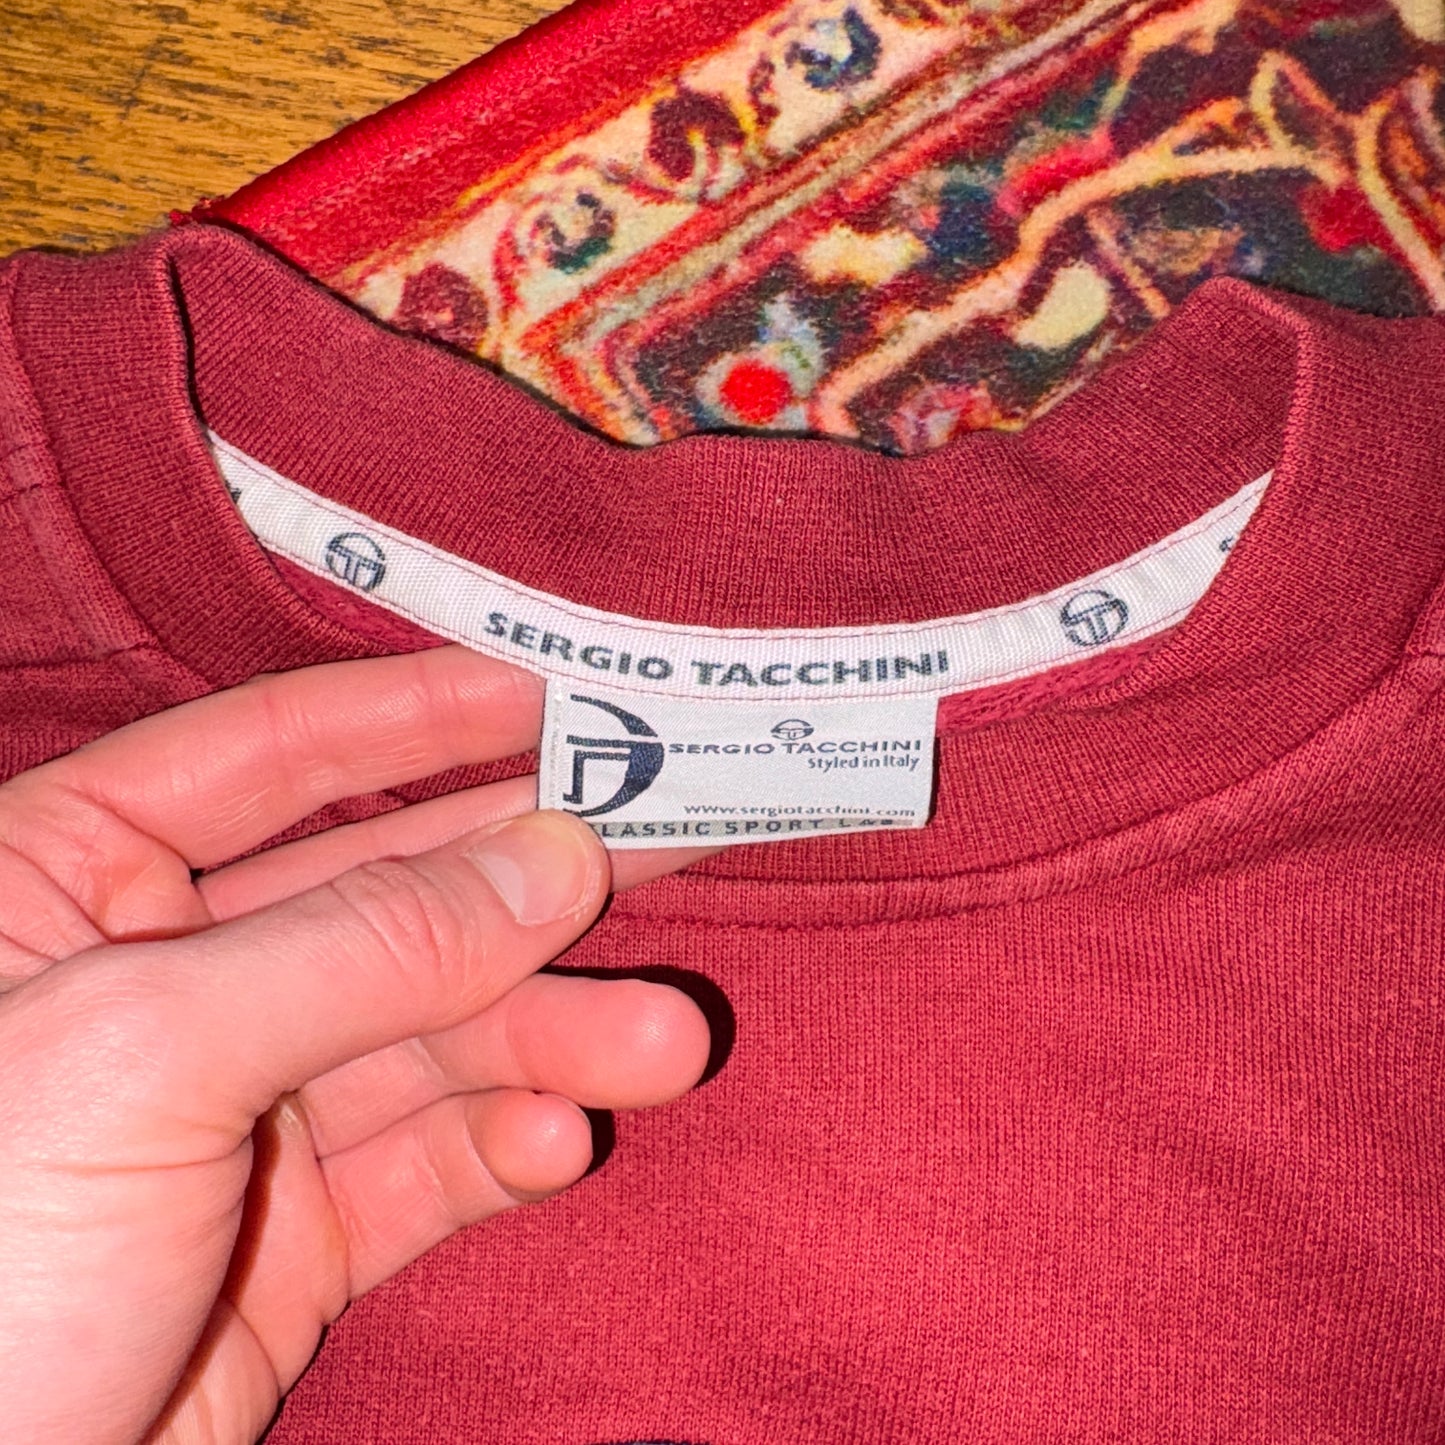 SERGIO TACCHINI
SERGIO TACCHINI
Styled in Italy
www.sergiotacchini.com
LASSIC SPORT